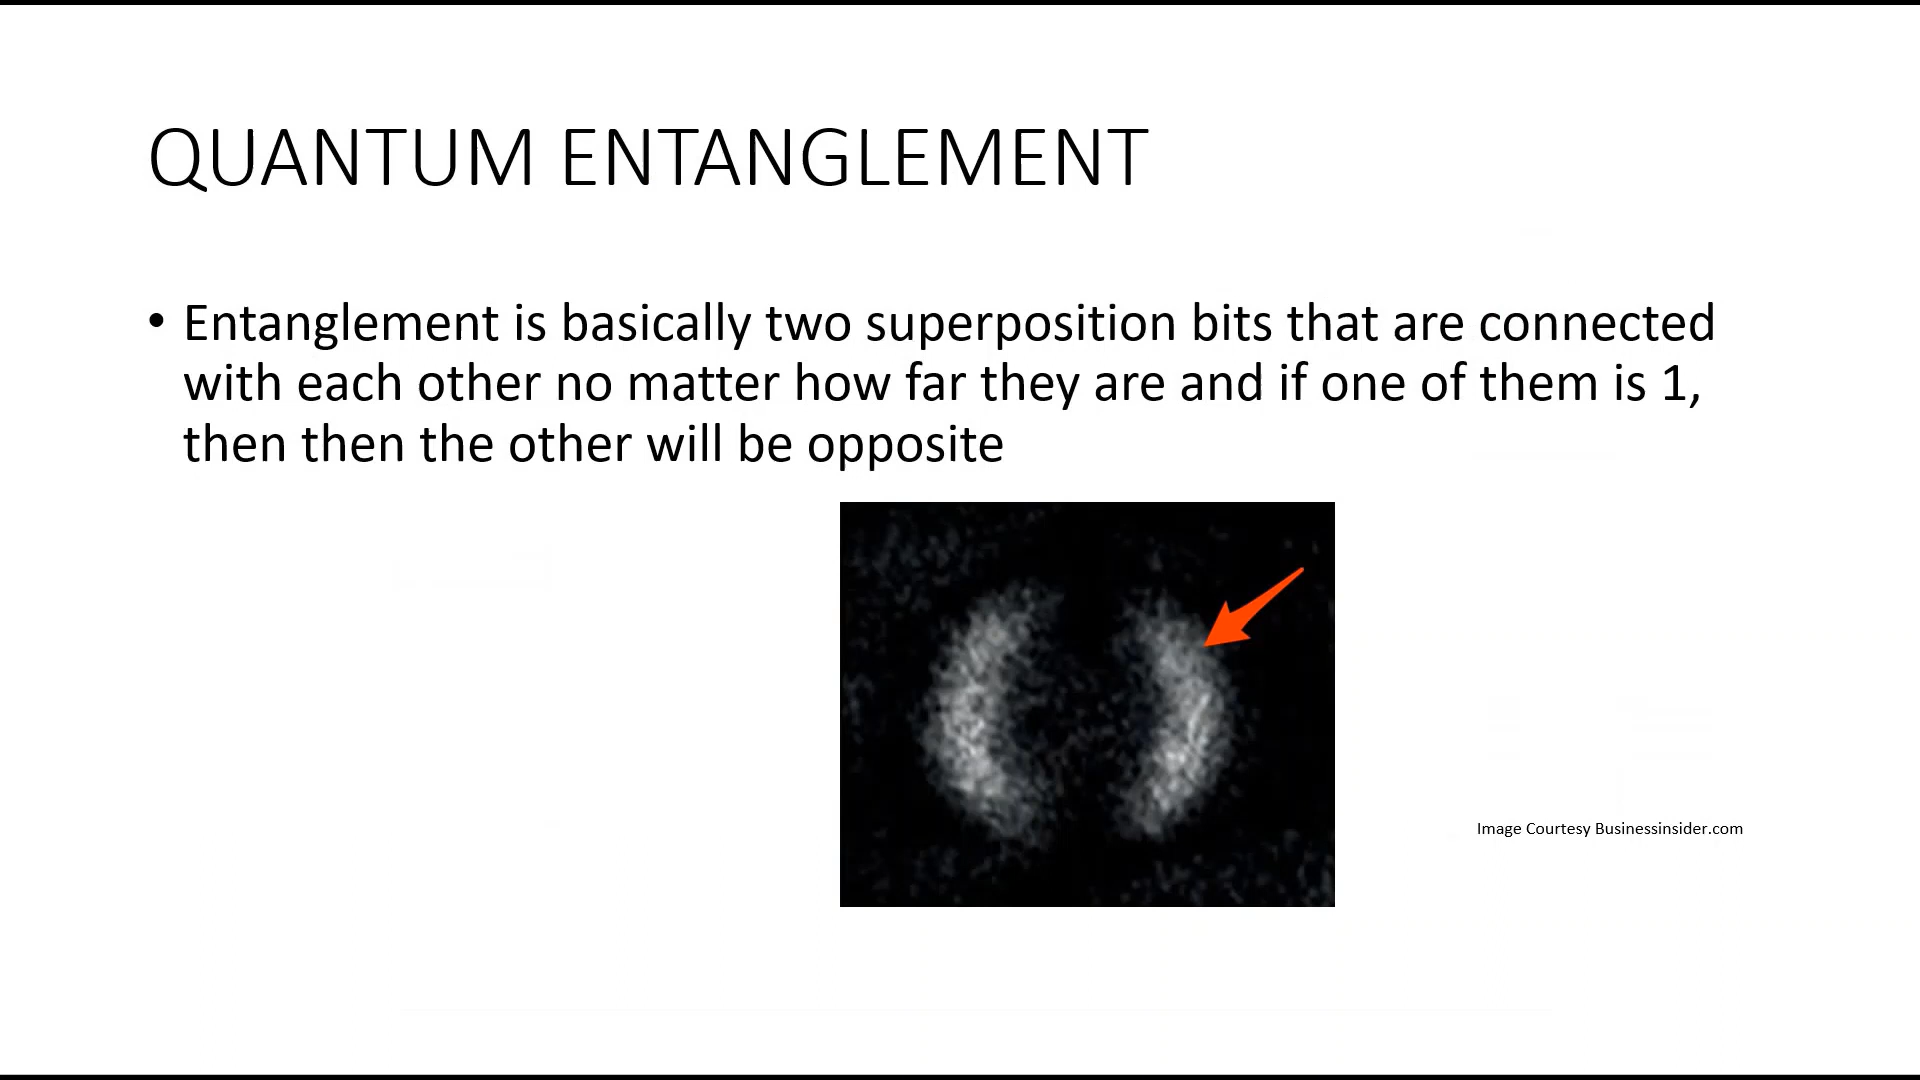 QUANTUM ENTANGLEMENT
• Entanglement is basically two superposition bits that are connected
with each other no matter how far they are and if one of them is 1,
then then the other will be opposite
Image Courtesy Businessinsider.com